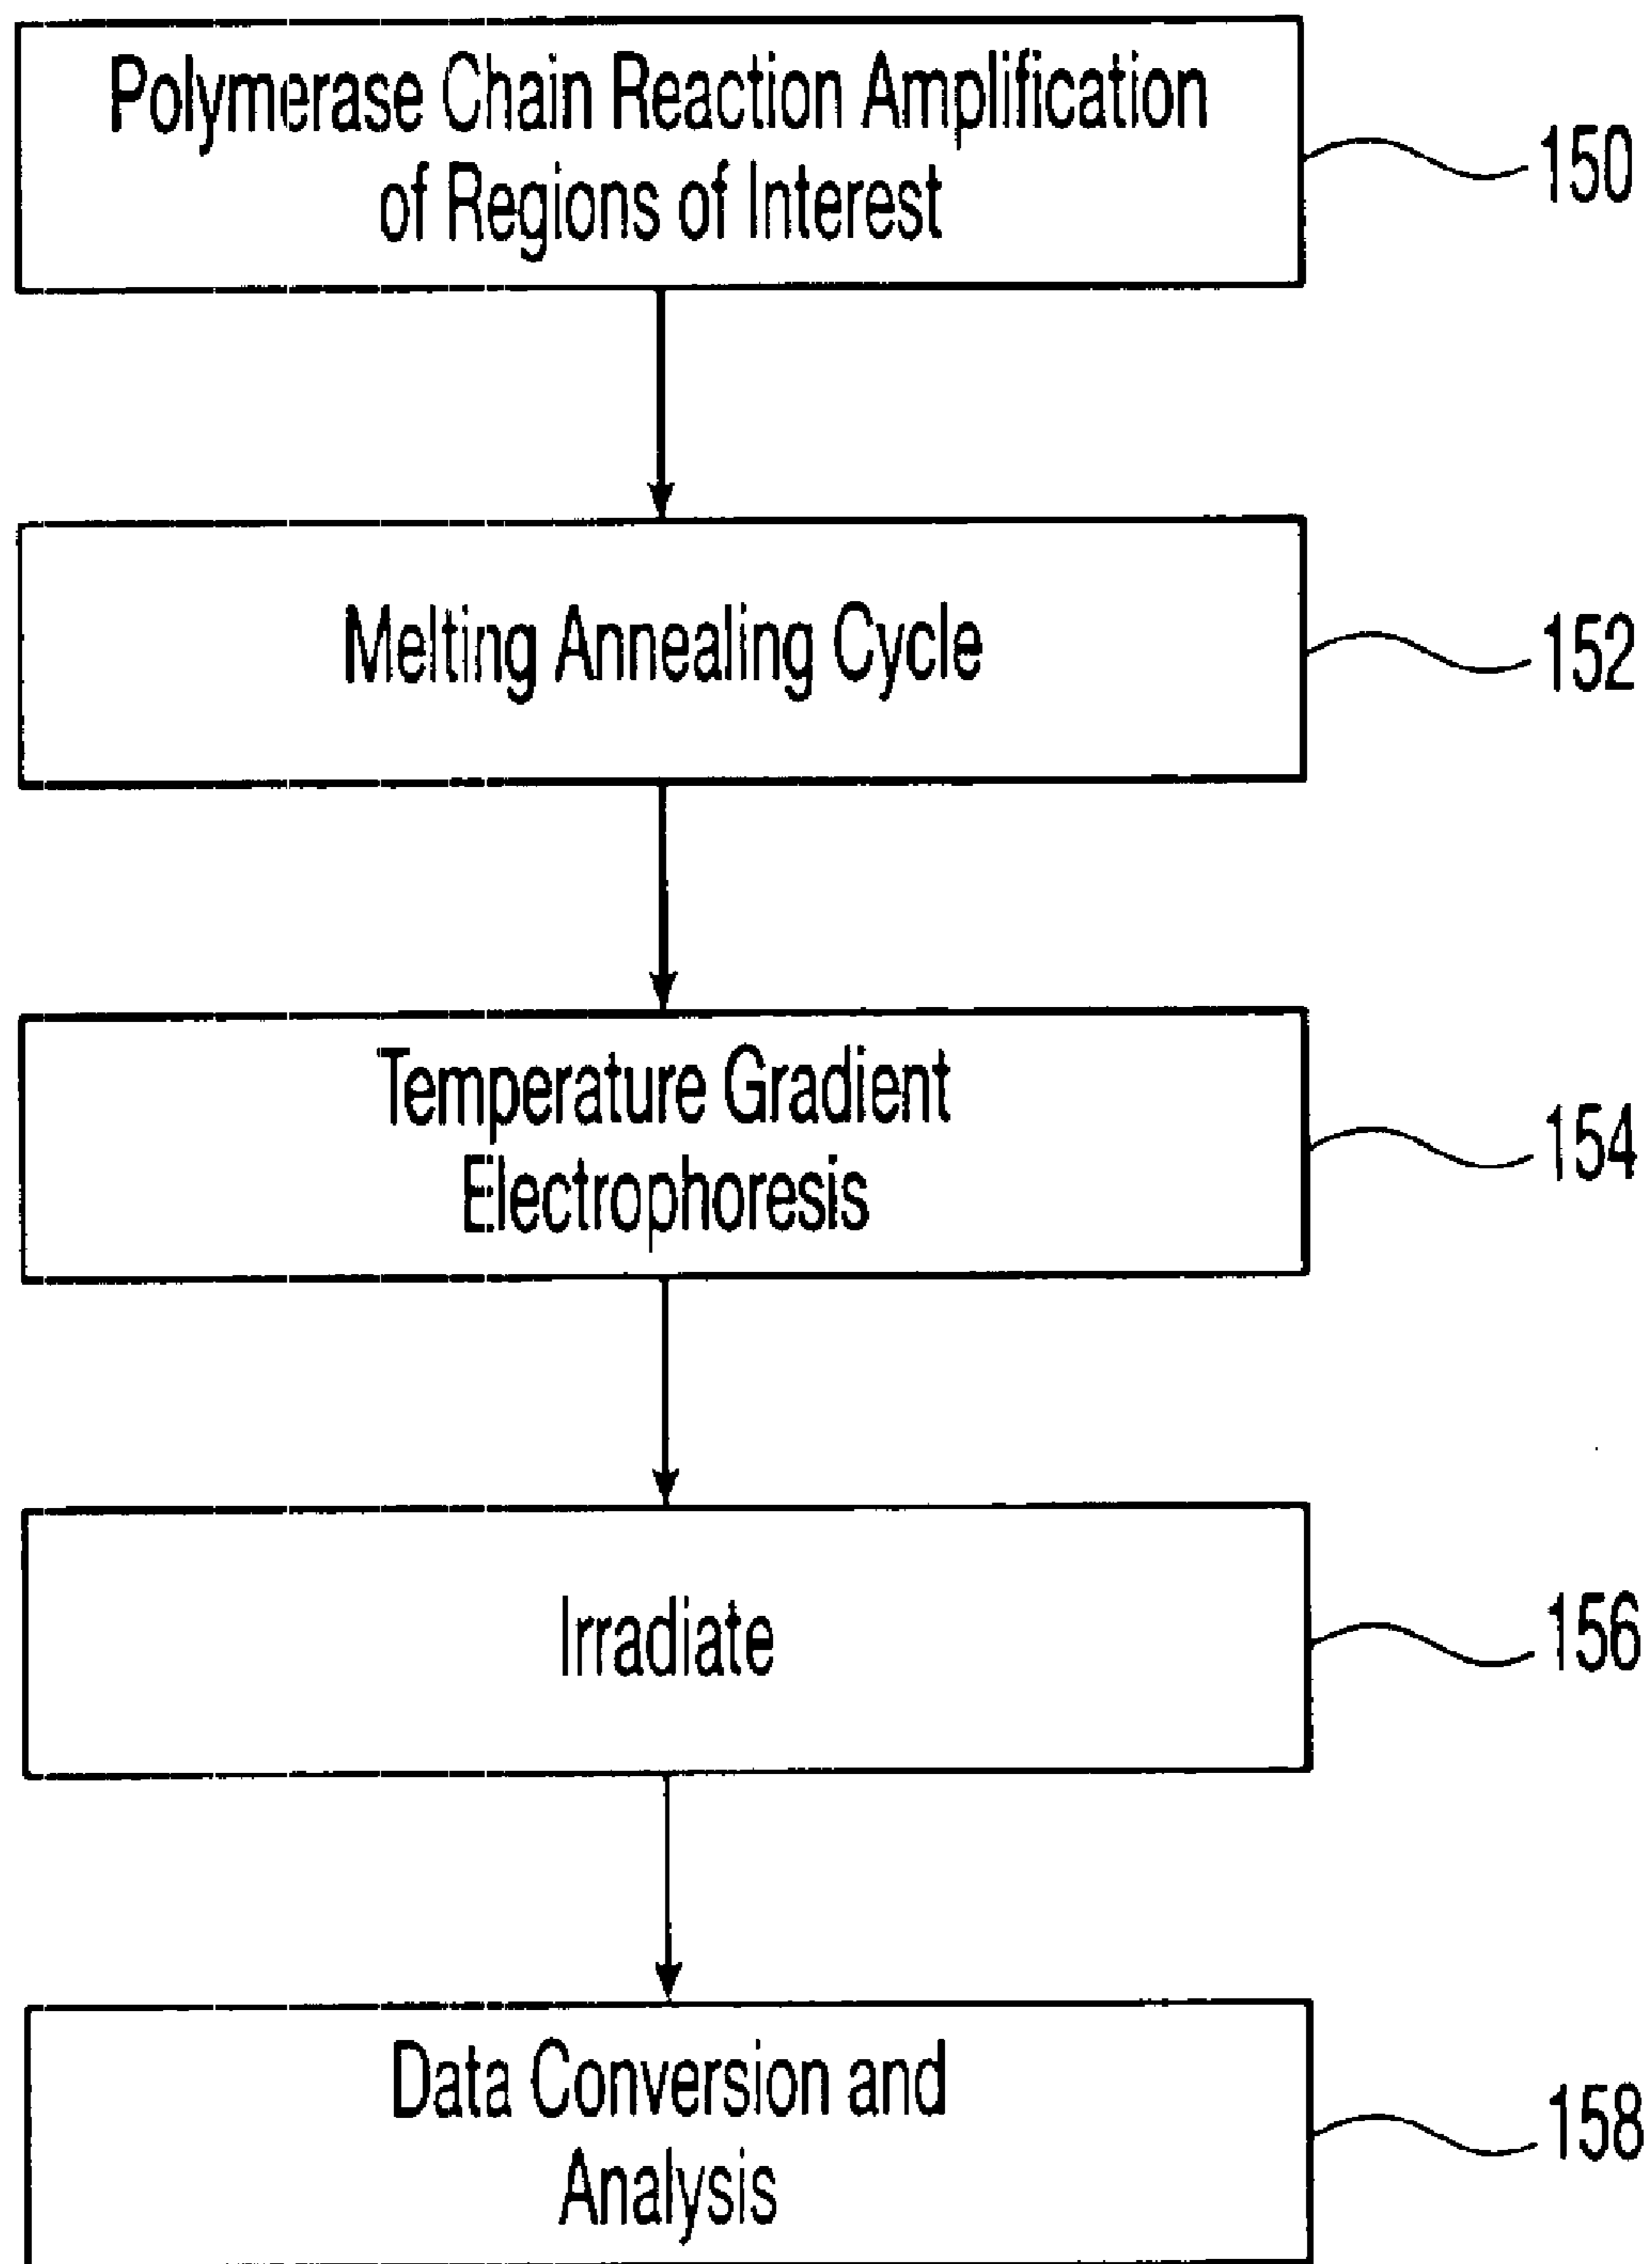 Polymerase Chain Reaction Amplification
of Regions of Interest
150
Melting Annealing Cycle
152
Temperature Gradient
Electrophoresis
154
Irradiate
156
Data Conversion and
Analysis
158